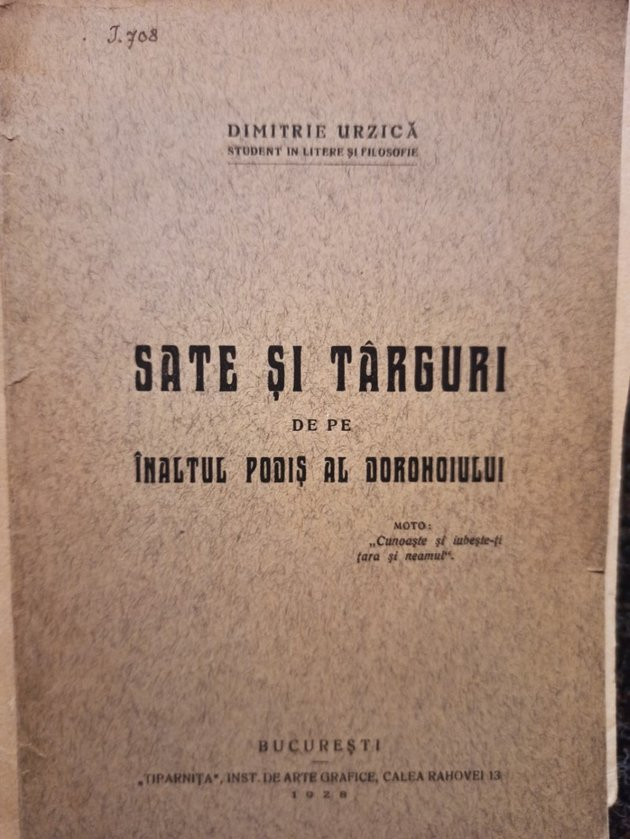 J. 708
DIMITRIE URZICĂ
STUDENT IN LITERE ȘI FILOSOFIE
SATE ȘI TÂRGURI
DE PE
ÎNALTUL PODIȘ AL DOROHOIULUI
MOTO:
„Cunoaște și iubește-ți
țara și neamul“.
BUCUREȘTI
„TIPARNIȚA“, INST. DE ARTE GRAFICE, CALEA RAHOVEI 13
1928